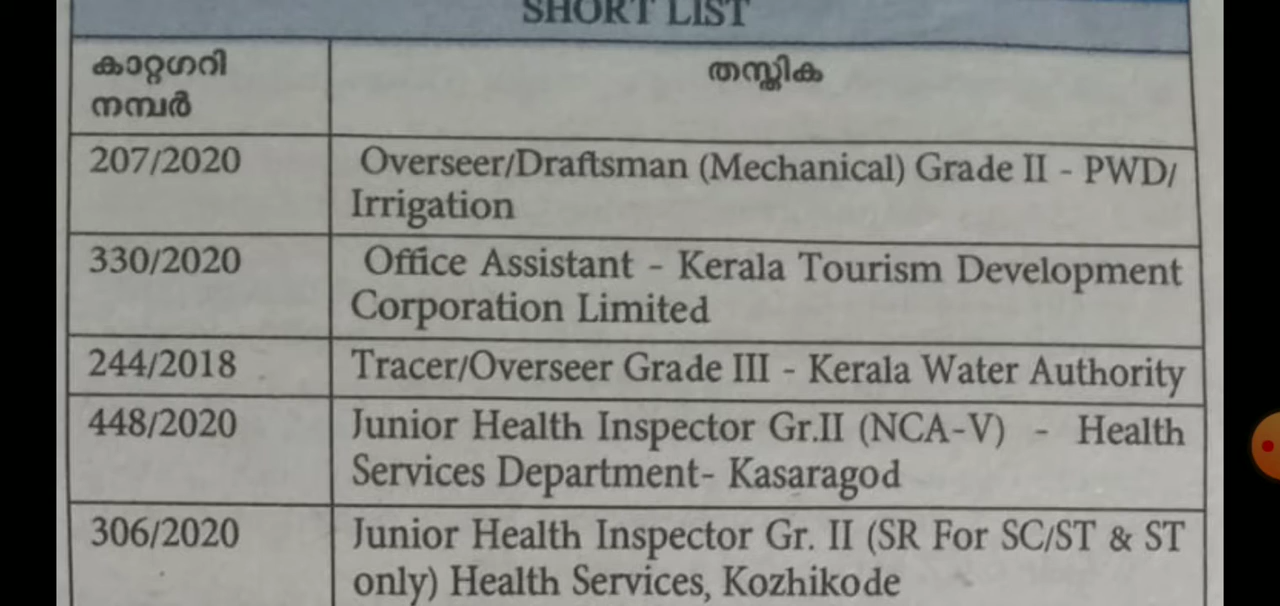 SHORT LIST
കാറ്റഗറി
നമ്പർ
തസ്തിക
207/2020
Overseer/Draftsman (Mechanical) Grade II - PWD/
Irrigation
330/2020
Office Assistant - Kerala Tourism Development
Corporation Limited
244/2018
Tracer/Overseer Grade III - Kerala Water Authority
448/2020
Junior Health Inspector Gr.II (NCA-V) - Health
Services Department- Kasaragod
306/2020
Junior Health Inspector Gr. II (SR For SC/ST & ST
only) Health Services, Kozhikode